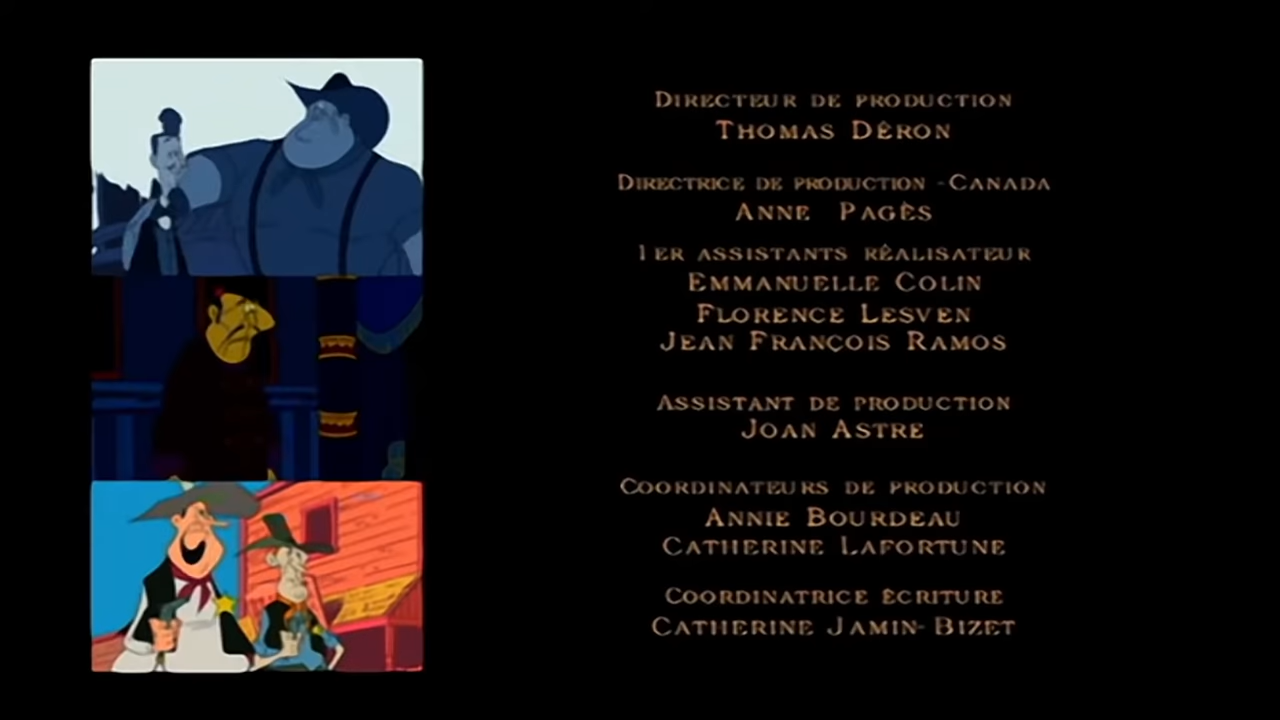 DIRECTEUR DE PRODUCTION
THOMAS DÉRON
DIRECTRICE DE PRODUCTION - CANADA
ANNE PAGÈS
1ER ASSISTANTS RÉALISATEUR
EMMANUELLE COLIN
FLORENCE LESVEN
JEAN FRANÇOIS RAMOS
ASSISTANT DE PRODUCTION
JOAN ASTRE
COORDINATEURS DE PRODUCTION
ANNIE BOURDEAU
CATHERINE LAFORTUNE
COORDINATRICE ÉCRITURE
CATHERINE JAMIN-BIZET